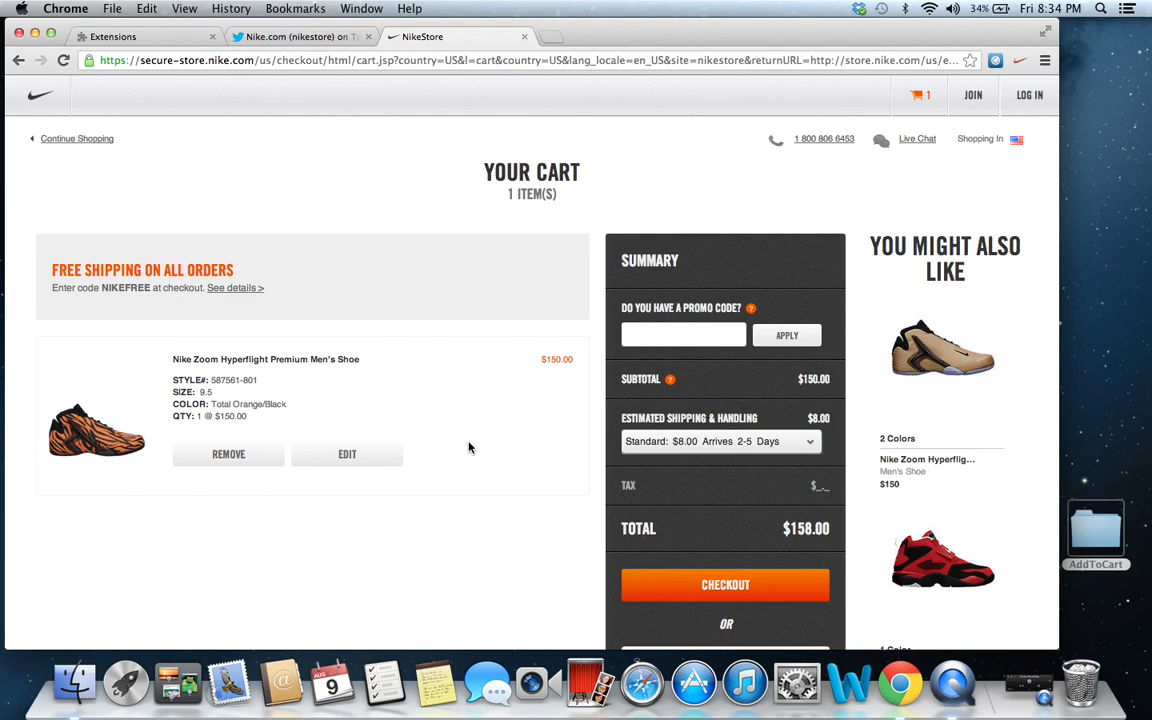 Chrome File Edit View History Bookmarks Window Help 34% Fri 8:34 PM
Extensions Nike.com (nikestore) on Tw NikeStore
https://secure-store.nike.com/us/checkout/html/cart.jsp?country=US&l=cart&country=US&lang_locale=en_US&site=nikestore&returnURL=http://store.nike.com/us/e...
1 JOIN LOG IN
Continue Shopping 1 800 806 6453 Live Chat Shopping In
YOUR CART
1 ITEM(S)
FREE SHIPPING ON ALL ORDERS
Enter code NIKEFREE at checkout. See details >
Nike Zoom Hyperflight Premium Men's Shoe $150.00
STYLE#: 587561-801
SIZE: 9.5
COLOR: Total Orange/Black
QTY: 1 @ $150.00
REMOVE EDIT
SUMMARY
DO YOU HAVE A PROMO CODE? ?
APPLY
SUBTOTAL ? $150.00
ESTIMATED SHIPPING & HANDLING $8.00
Standard: $8.00 Arrives 2-5 Days
TAX $_._
TOTAL $158.00
CHECKOUT
OR
YOU MIGHT ALSO
LIKE
2 Colors
Nike Zoom Hyperflig...
Men's Shoe
$150
1 Color
AddToCart
AUG
9